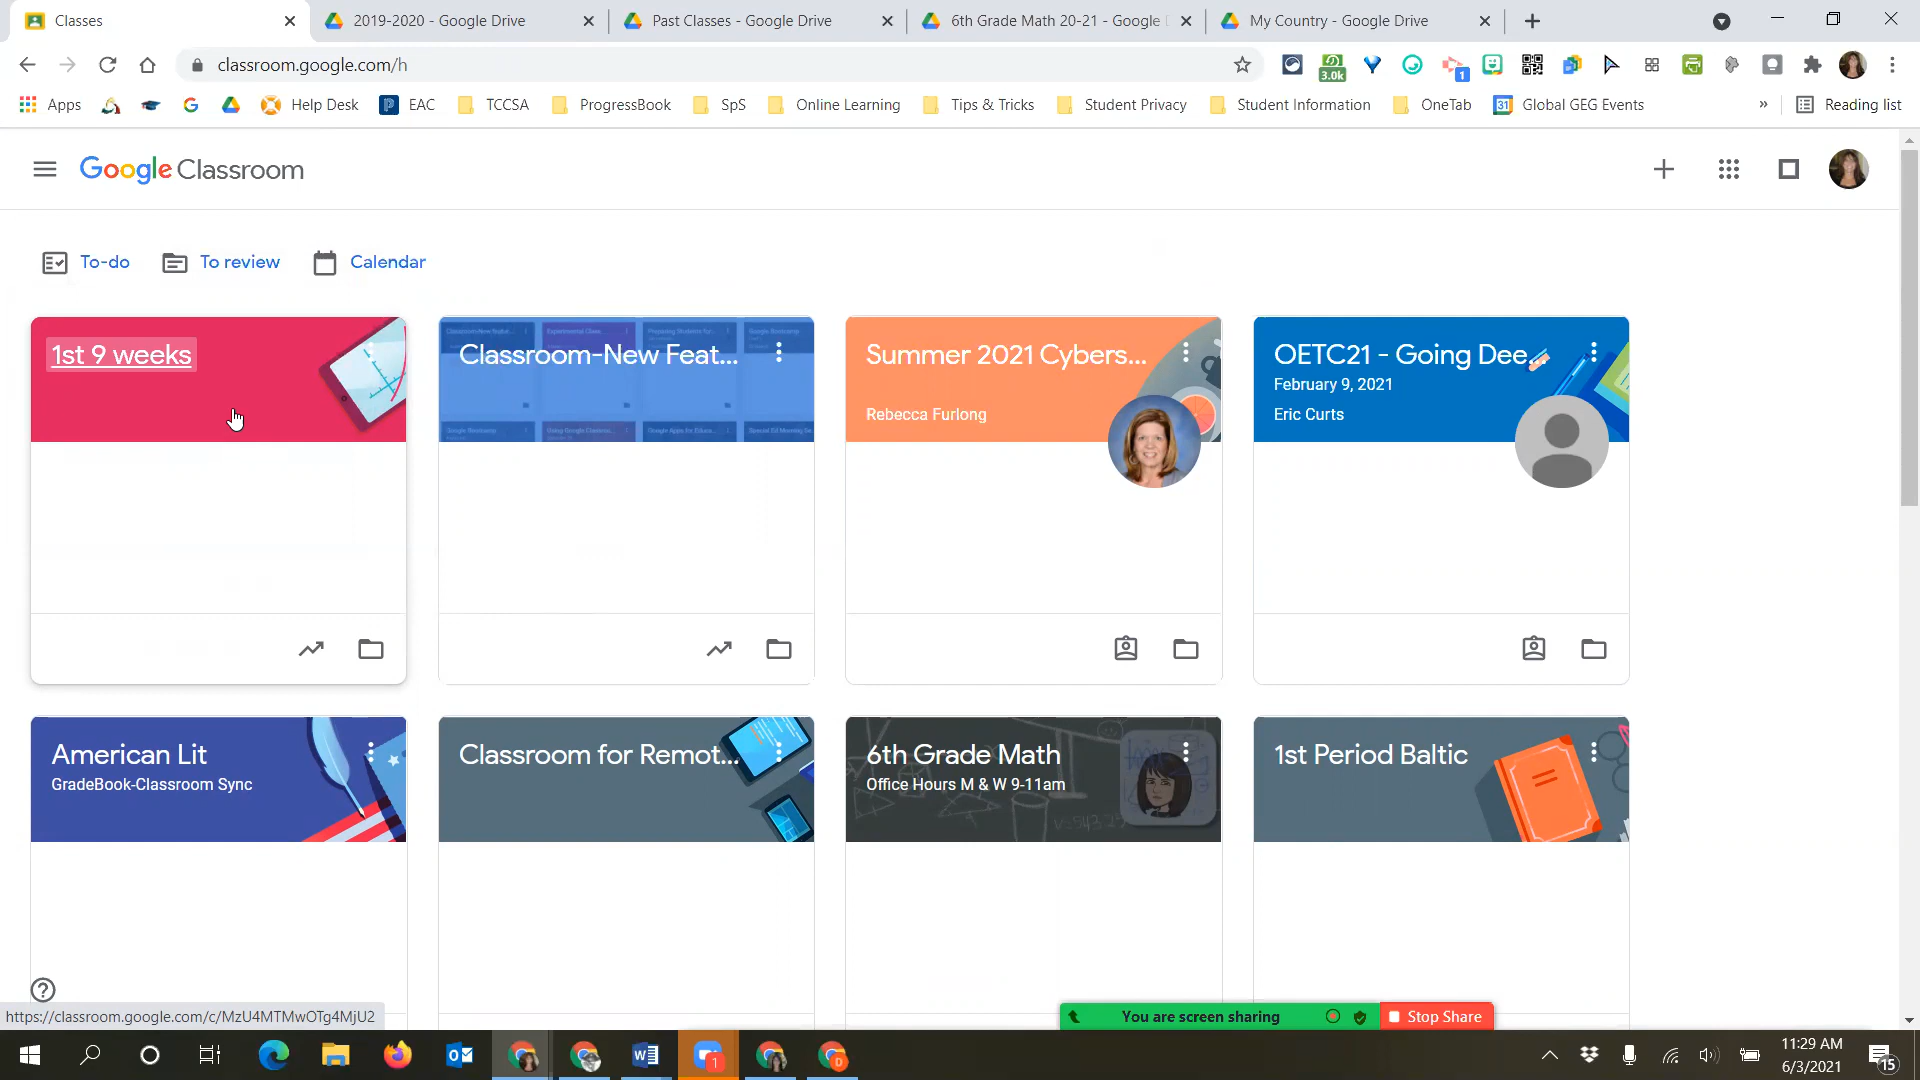 Classes
2019-2020 - Google Drive
Past Classes - Google Drive
6th Grade Math 20-21 - Google
My Country - Google Drive
classroom.google.com/h
3.0k
1
Apps
Help Desk
EAC
TCCSA
ProgressBook
SpS
Online Learning
Tips & Tricks
Student Privacy
Student Information
OneTab
31
Global GEG Events
»
Reading list
Google Classroom
To-do
To review
Calendar
1st 9 weeks
Classroom-New Feat...
Summer 2021 Cybers...
Rebecca Furlong
OETC21 - Going Dee...
February 9, 2021
Eric Curts
American Lit
GradeBook-Classroom Sync
Classroom for Remot...
6th Grade Math
Office Hours M & W 9-11am
1st Period Baltic
https://classroom.google.com/c/MzU4MTMwOTg4MjU2
You are screen sharing
Stop Share
1
11:29 AM
6/3/2021
15